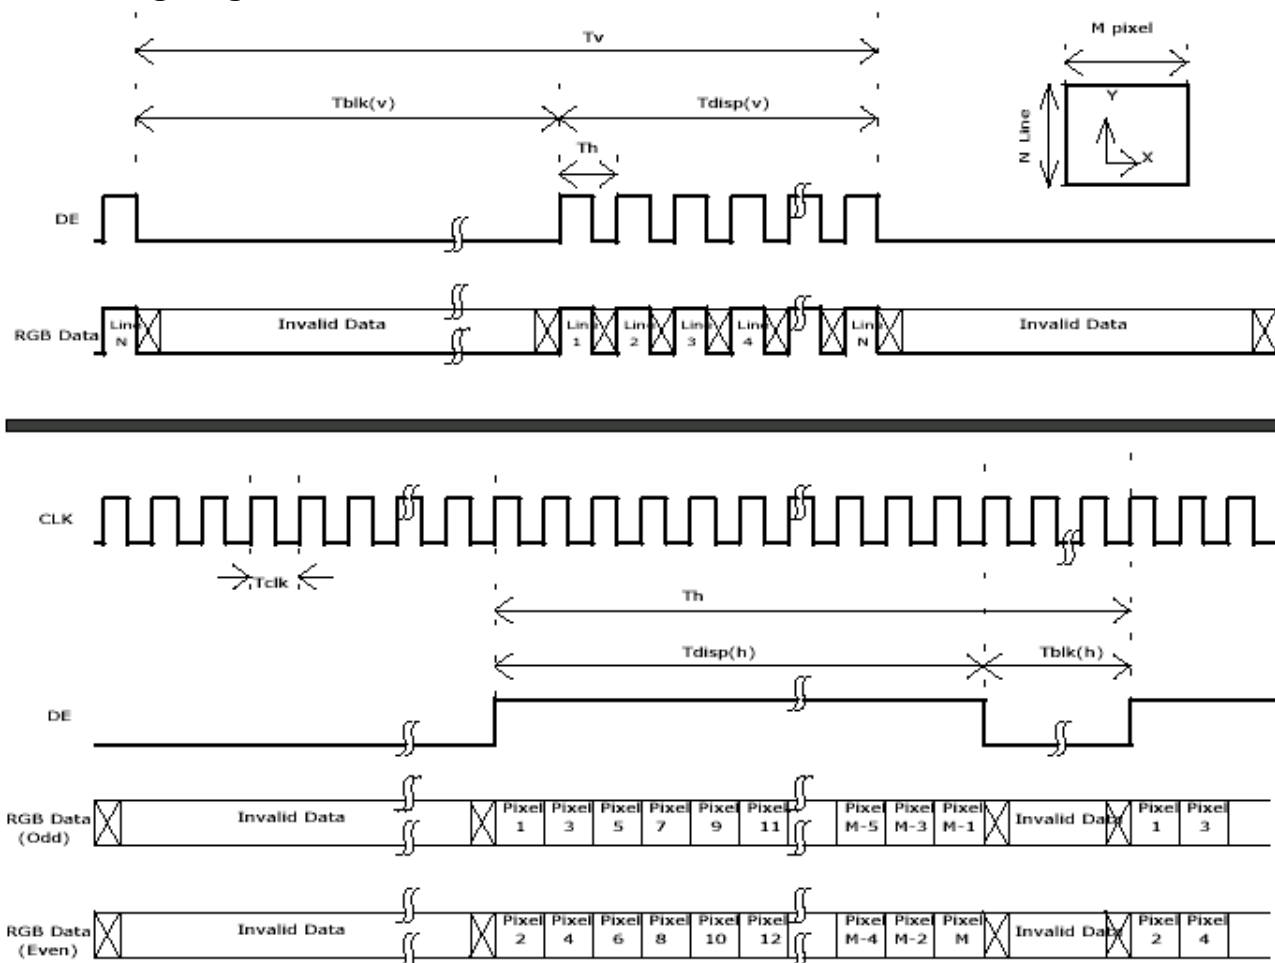 Tv
M pixel
Tblk(v)
Tdisp(v)
Y
N Line
X
Th
DE
RGB Data
Line N
Invalid Data
Line 1
Line 2
Line 3
Line 4
Line N
Invalid Data
CLK
Tclk
Th
Tdisp(h)
Tblk(h)
DE
RGB Data
(Odd)
Invalid Data
Pixel 1
Pixel 3
Pixel 5
Pixel 7
Pixel 9
Pixel 11
Pixel M-5
Pixel M-3
Pixel M-1
Invalid Data
Pixel 1
Pixel 3
RGB Data
(Even)
Invalid Data
Pixel 2
Pixel 4
Pixel 6
Pixel 8
Pixel 10
Pixel 12
Pixel M-4
Pixel M-2
Pixel M
Invalid Data
Pixel 2
Pixel 4